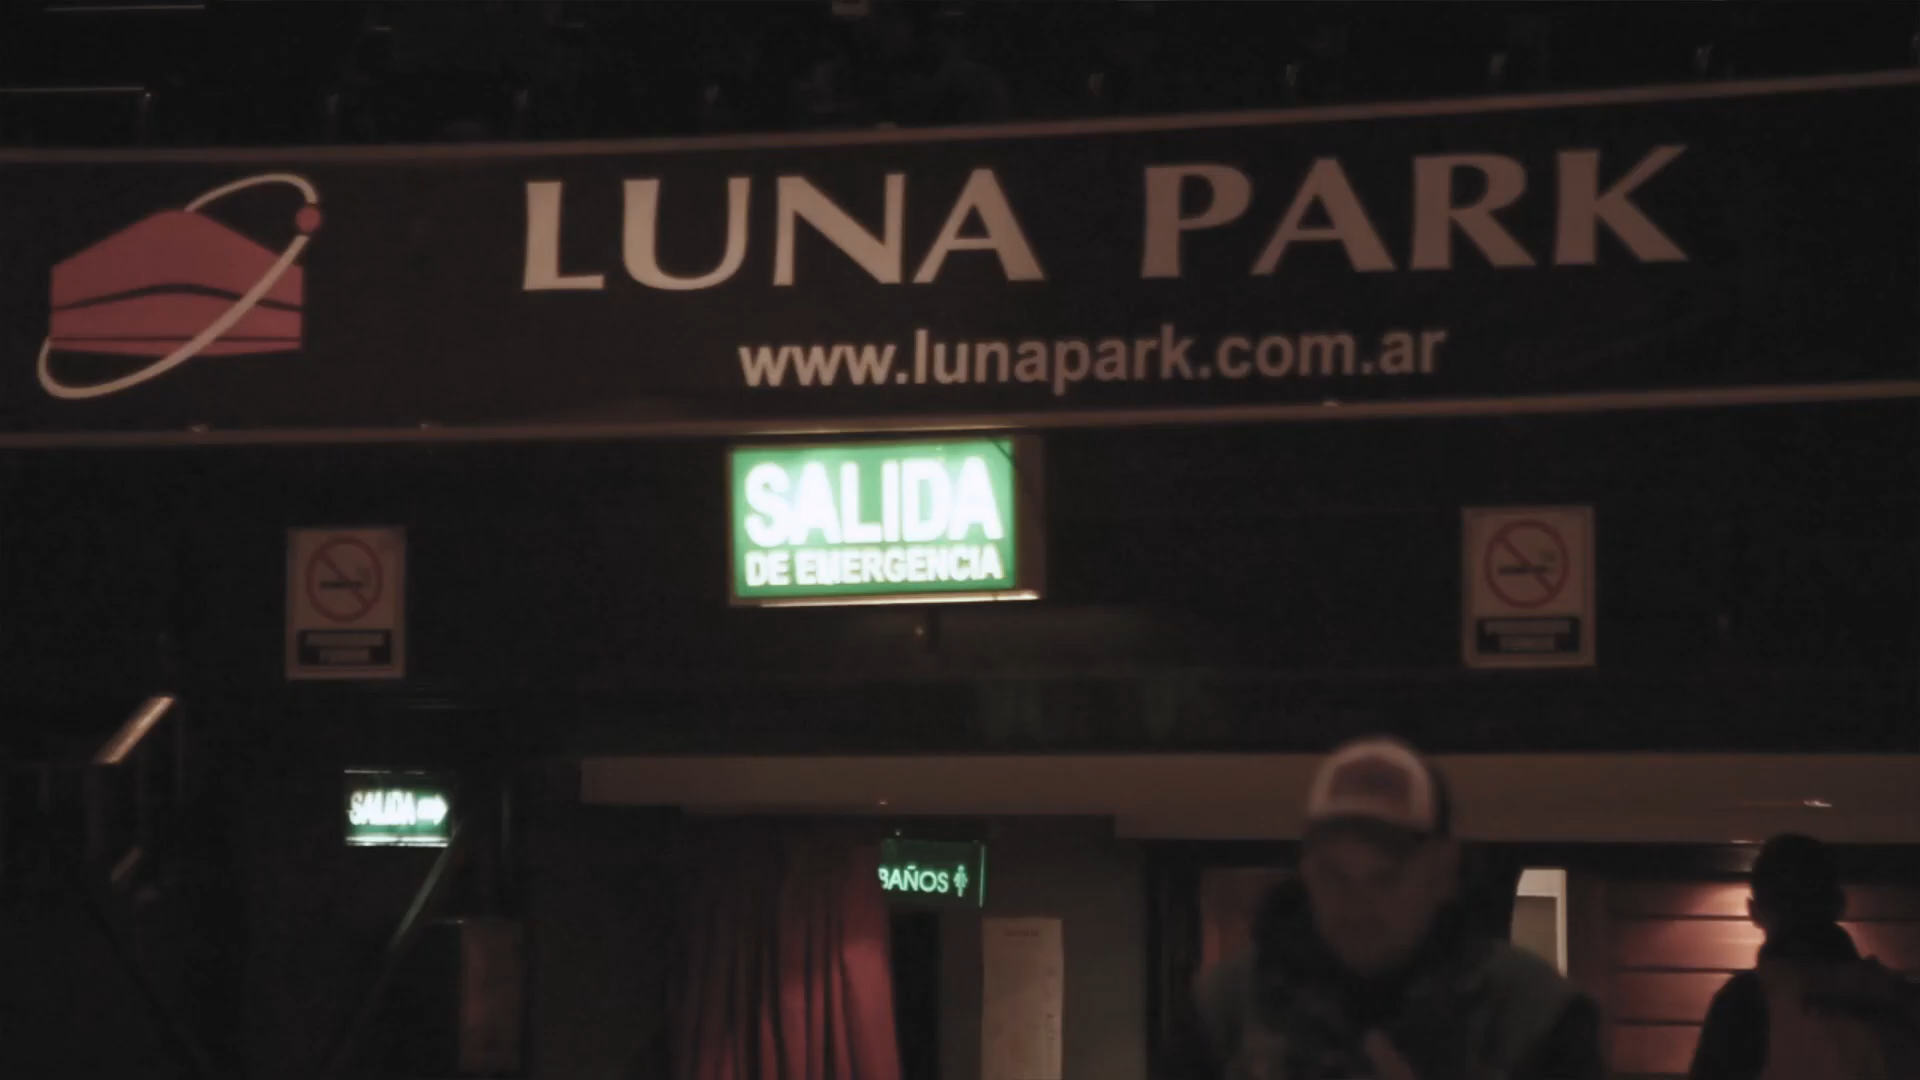 LUNA PARK
www.lunapark.com.ar
SALIDA
DE EMERGENCIA
SALIDA
BAÑOS